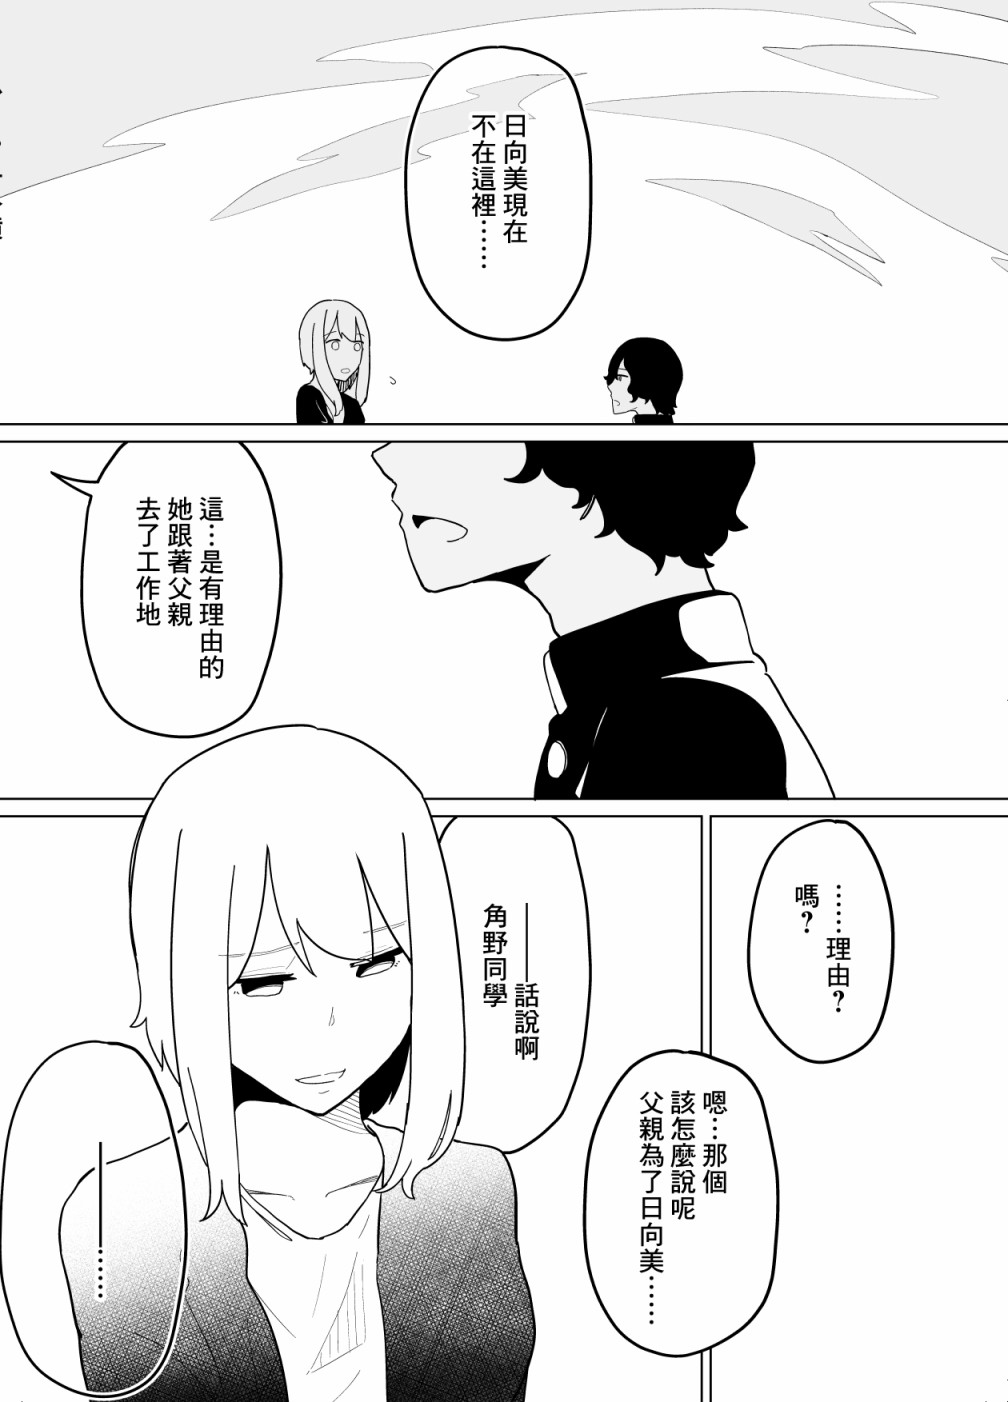 日向美現在
不在這裡……
這…是有理由的
她跟著父親
去了工作地
……理由?
嗎?
嗯…那個
該怎麼說呢
父親為了日向美……
———話說啊
角野同學
———……